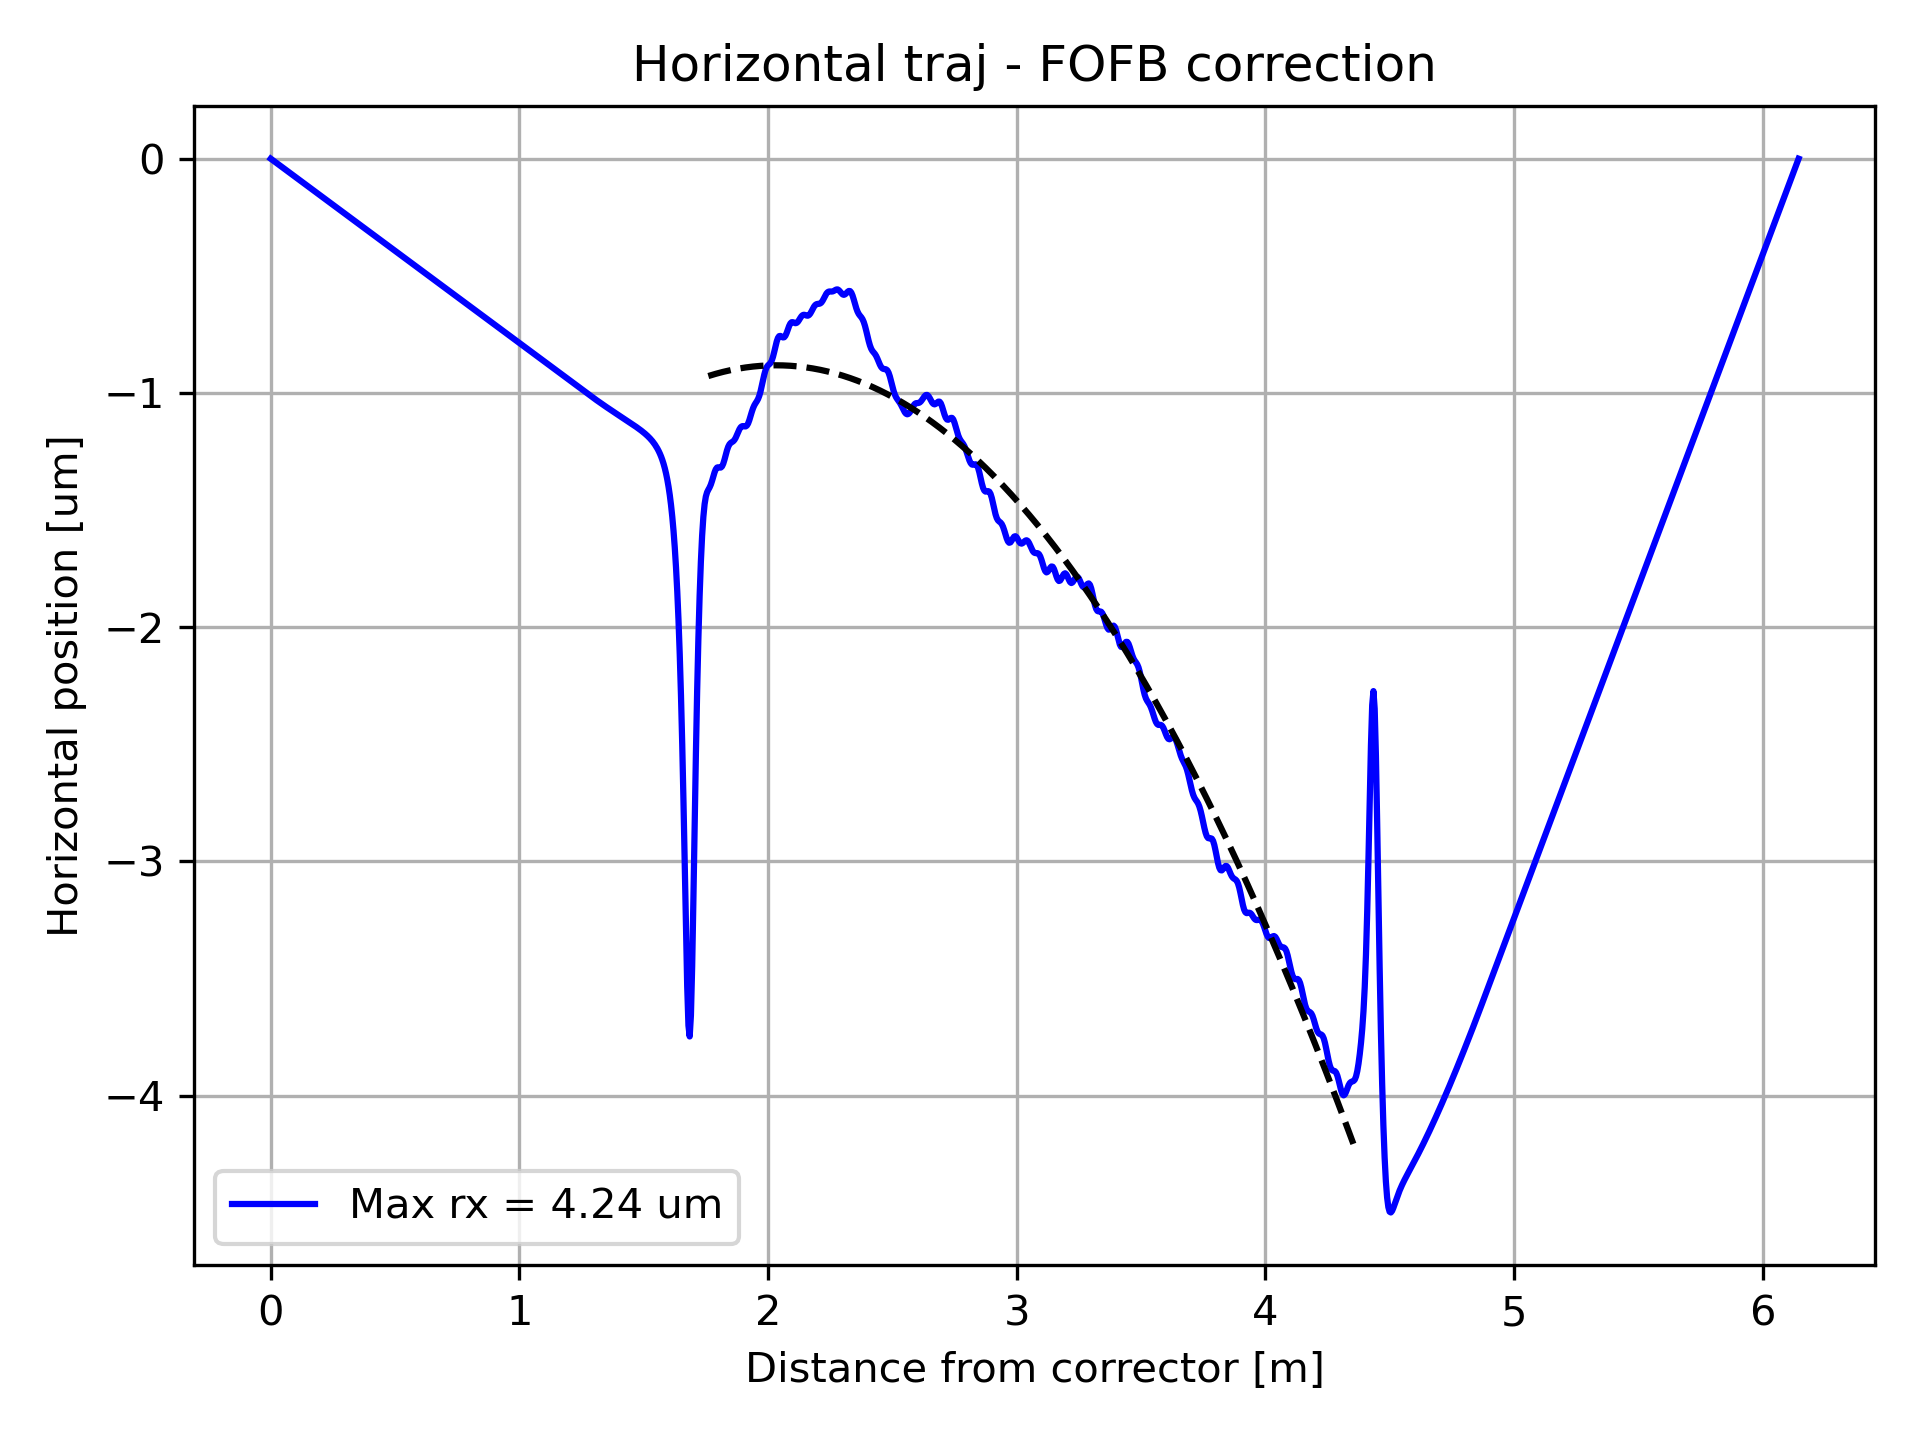 Horizontal traj - FOFB correction
Horizontal position [um]
0
−1
−2
−3
−4
Max rx = 4.24 um
0 1 2 3 4 5 6
Distance from corrector [m]